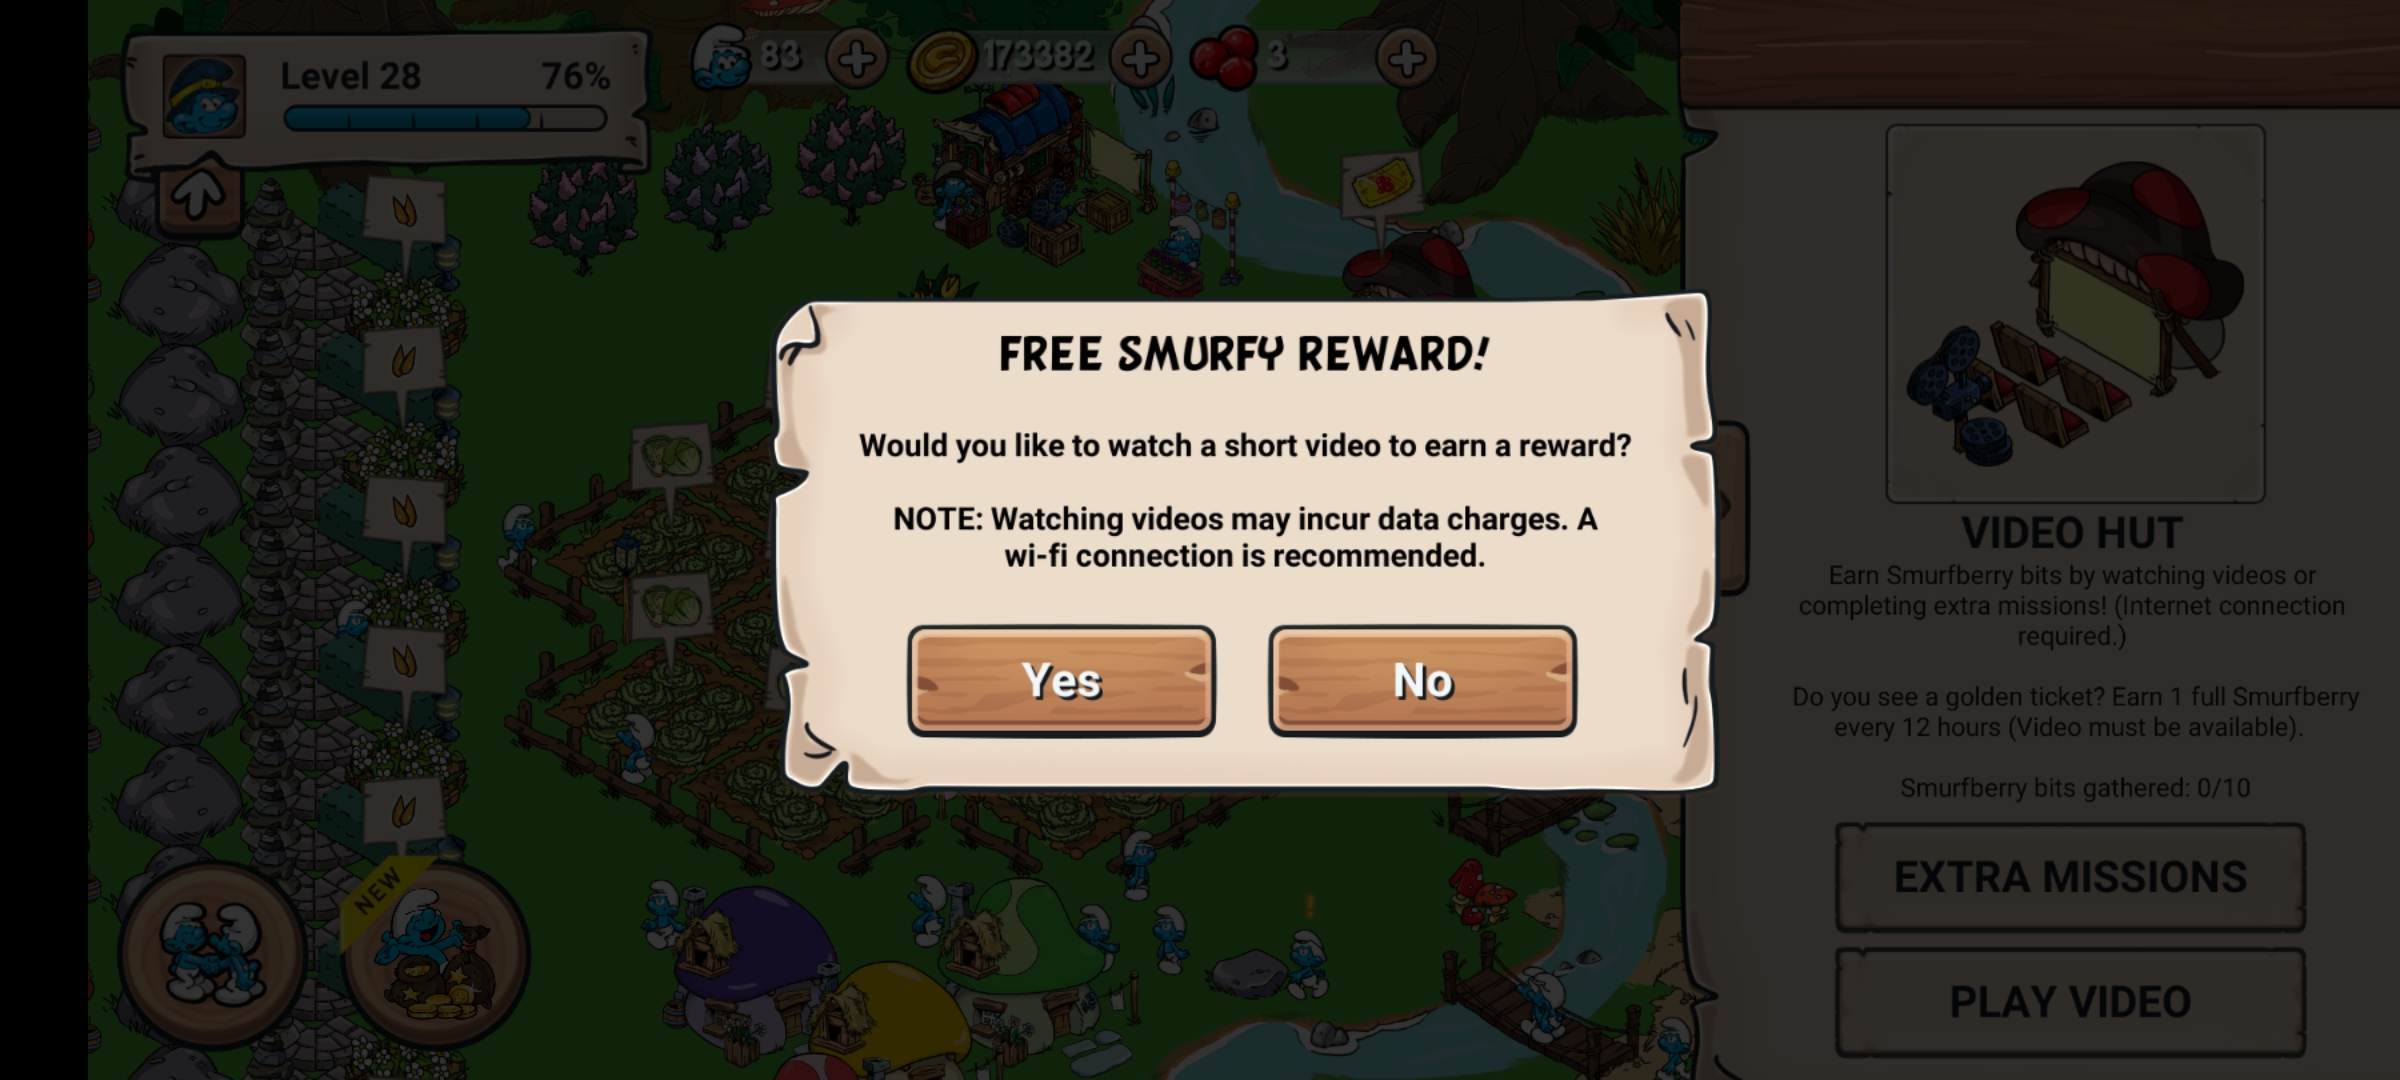 Level 28
76%
83
173382
3
FREE SMURFY REWARD!
Would you like to watch a short video to earn a reward?
NOTE: Watching videos may incur data charges. A
wi-fi connection is recommended.
Yes
No
VIDEO HUT
Earn Smurfberry bits by watching videos or
completing extra missions! (Internet connection
required.)
Do you see a golden ticket? Earn 1 full Smurfberry
every 12 hours (Video must be available).
Smurfberry bits gathered: 0/10
EXTRA MISSIONS
PLAY VIDEO
NEW
!